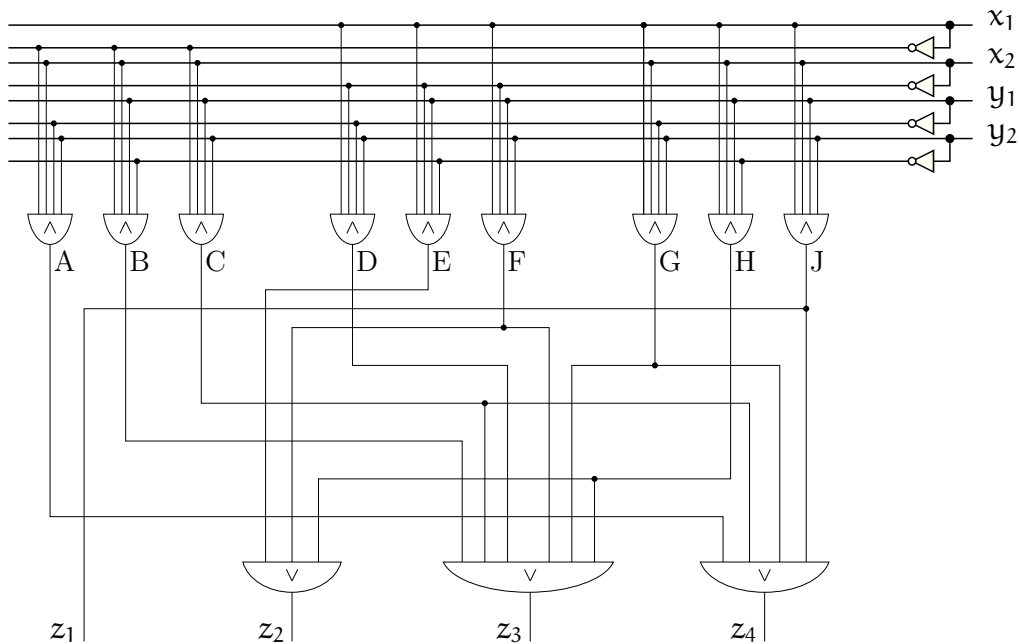 x₁
x₂
y₁
y₂
∧ ∧ ∧ ∧ ∧ ∧ ∧ ∧ ∧
A B C D E F G H J
∨ ∨ ∨
z₁ z₂ z₃ z₄